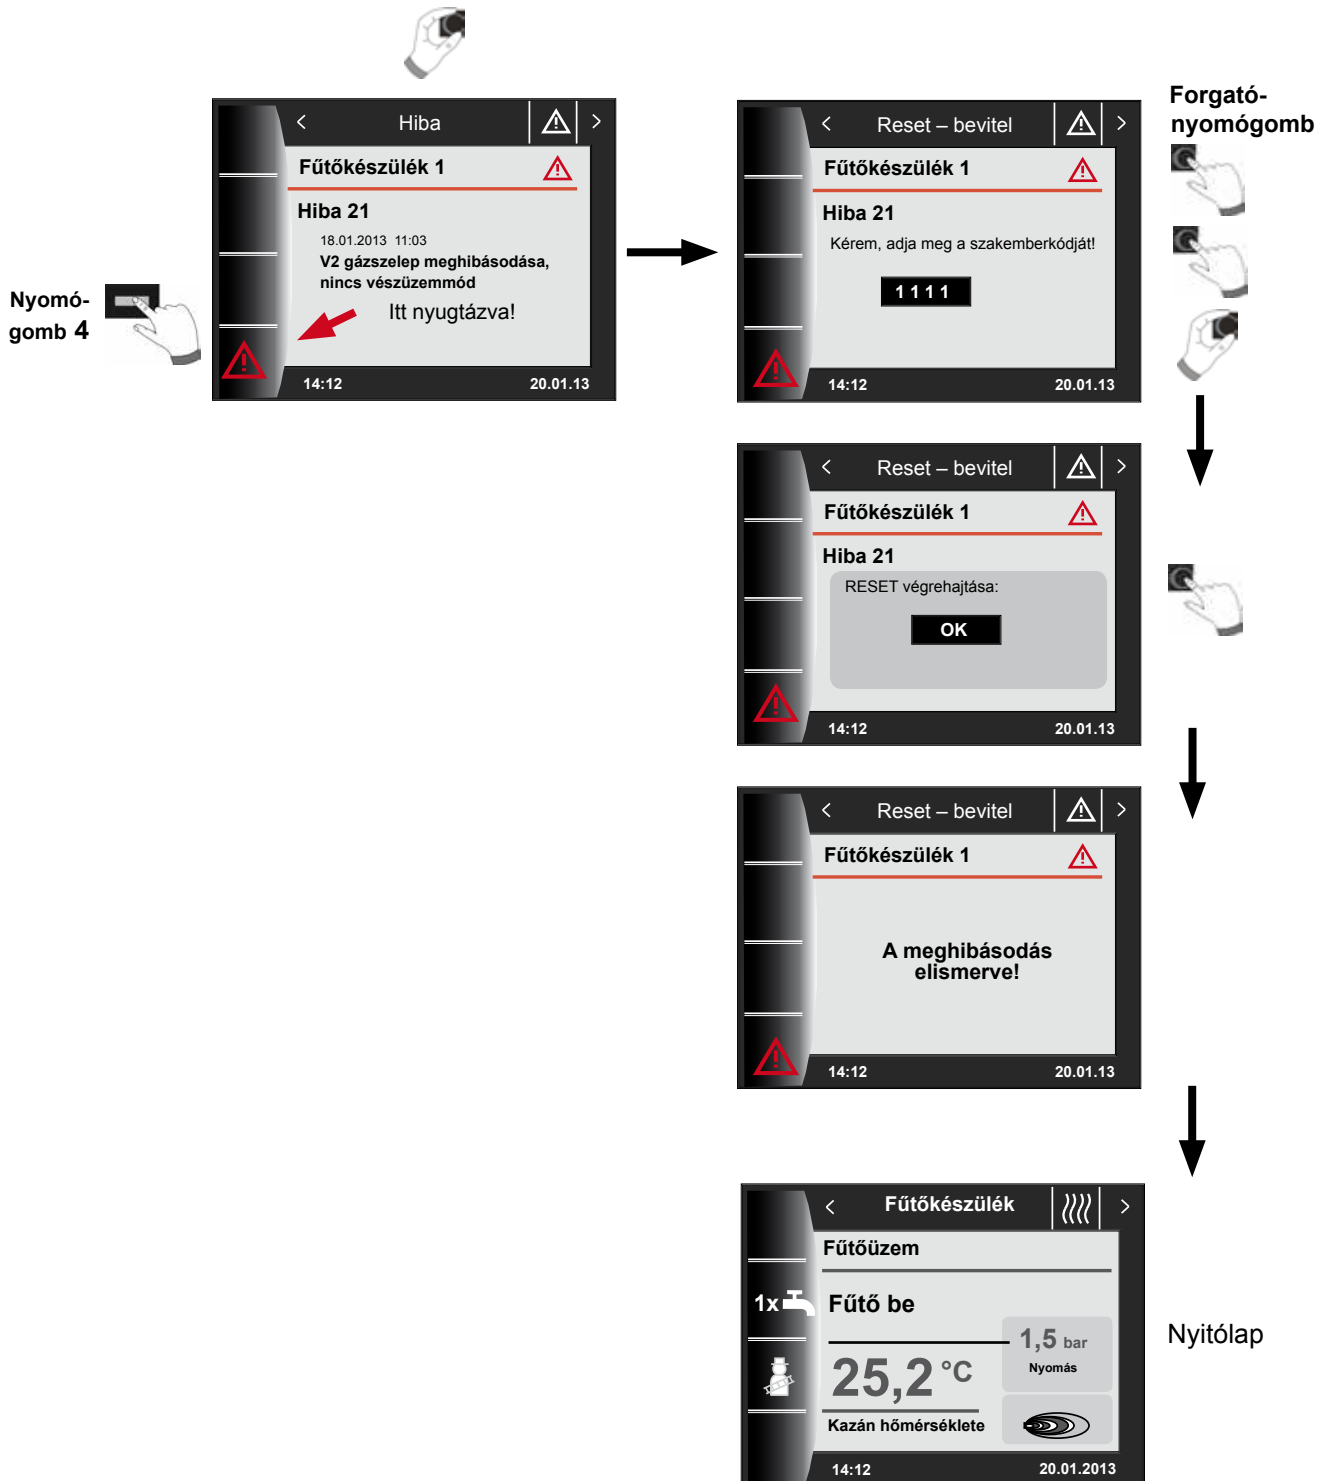 Nyomó-
gomb 4
Hiba
Fűtőkészülék 1
Hiba 21
18.01.2013 11:03
V2 gázszelep meghibásodása,
nincs vészüzemmód
Itt nyugtázva!
14:12 20.01.13
Forgató-
nyomógomb
Reset – bevitel
Fűtőkészülék 1
Hiba 21
Kérem, adja meg a szakemberkódját!
1111
14:12 20.01.13
Reset – bevitel
Fűtőkészülék 1
Hiba 21
RESET végrehajtása:
OK
14:12 20.01.13
Reset – bevitel
Fűtőkészülék 1
A meghibásodás
elismerve!
14:12 20.01.13
Fűtőkészülék
Fűtőüzem
1x
Fűtő be
1,5 bar
Nyomás
25,2 °C
Kazán hőmérséklete
14:12 20.01.2013
Nyitólap